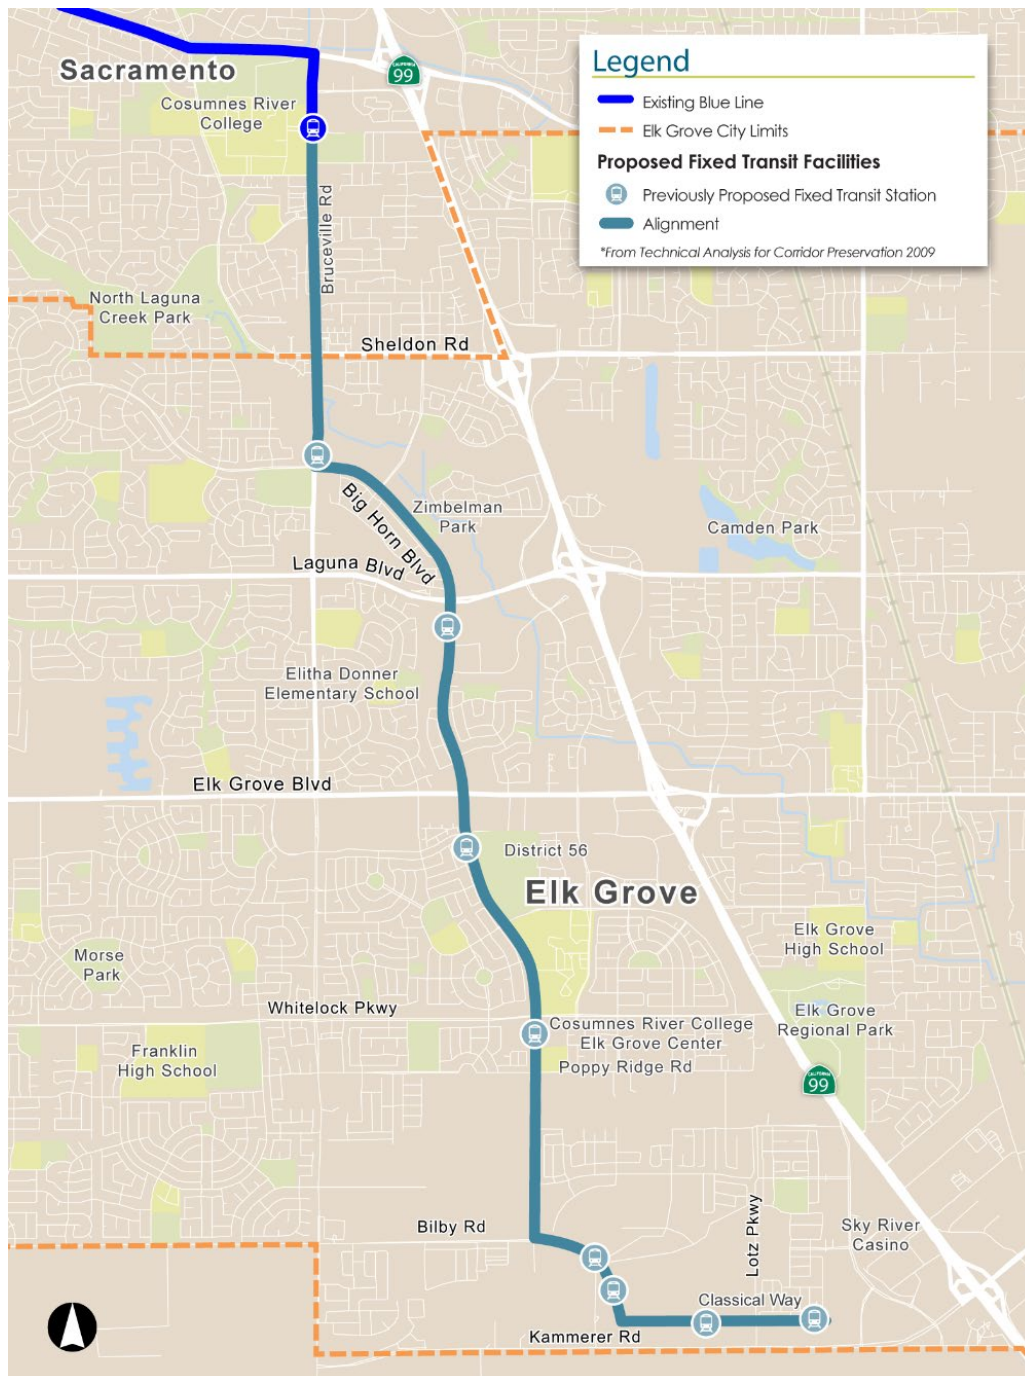 Sacramento
CALIFORNIA
99
Cosumnes River
College
Legend
Existing Blue Line
Elk Grove City Limits
Proposed Fixed Transit Facilities
Previously Proposed Fixed Transit Station
Alignment
*From Technical Analysis for Corridor Preservation 2009
Bruceville Rd
North Laguna
Creek Park
Sheldon Rd
Big Horn Blvd
Zimbelman
Park
Camden Park
Laguna Blvd
Elitha Donner
Elementary School
Elk Grove Blvd
District 56
Elk Grove
Elk Grove
High School
Morse
Park
Whitelock Pkwy
Cosumnes River College
Elk Grove Center
Elk Grove
Regional Park
Franklin
High School
Poppy Ridge Rd
CALIFORNIA
99
Bilby Rd
Lotz Pkwy
Sky River
Casino
Classical Way
Kammerer Rd